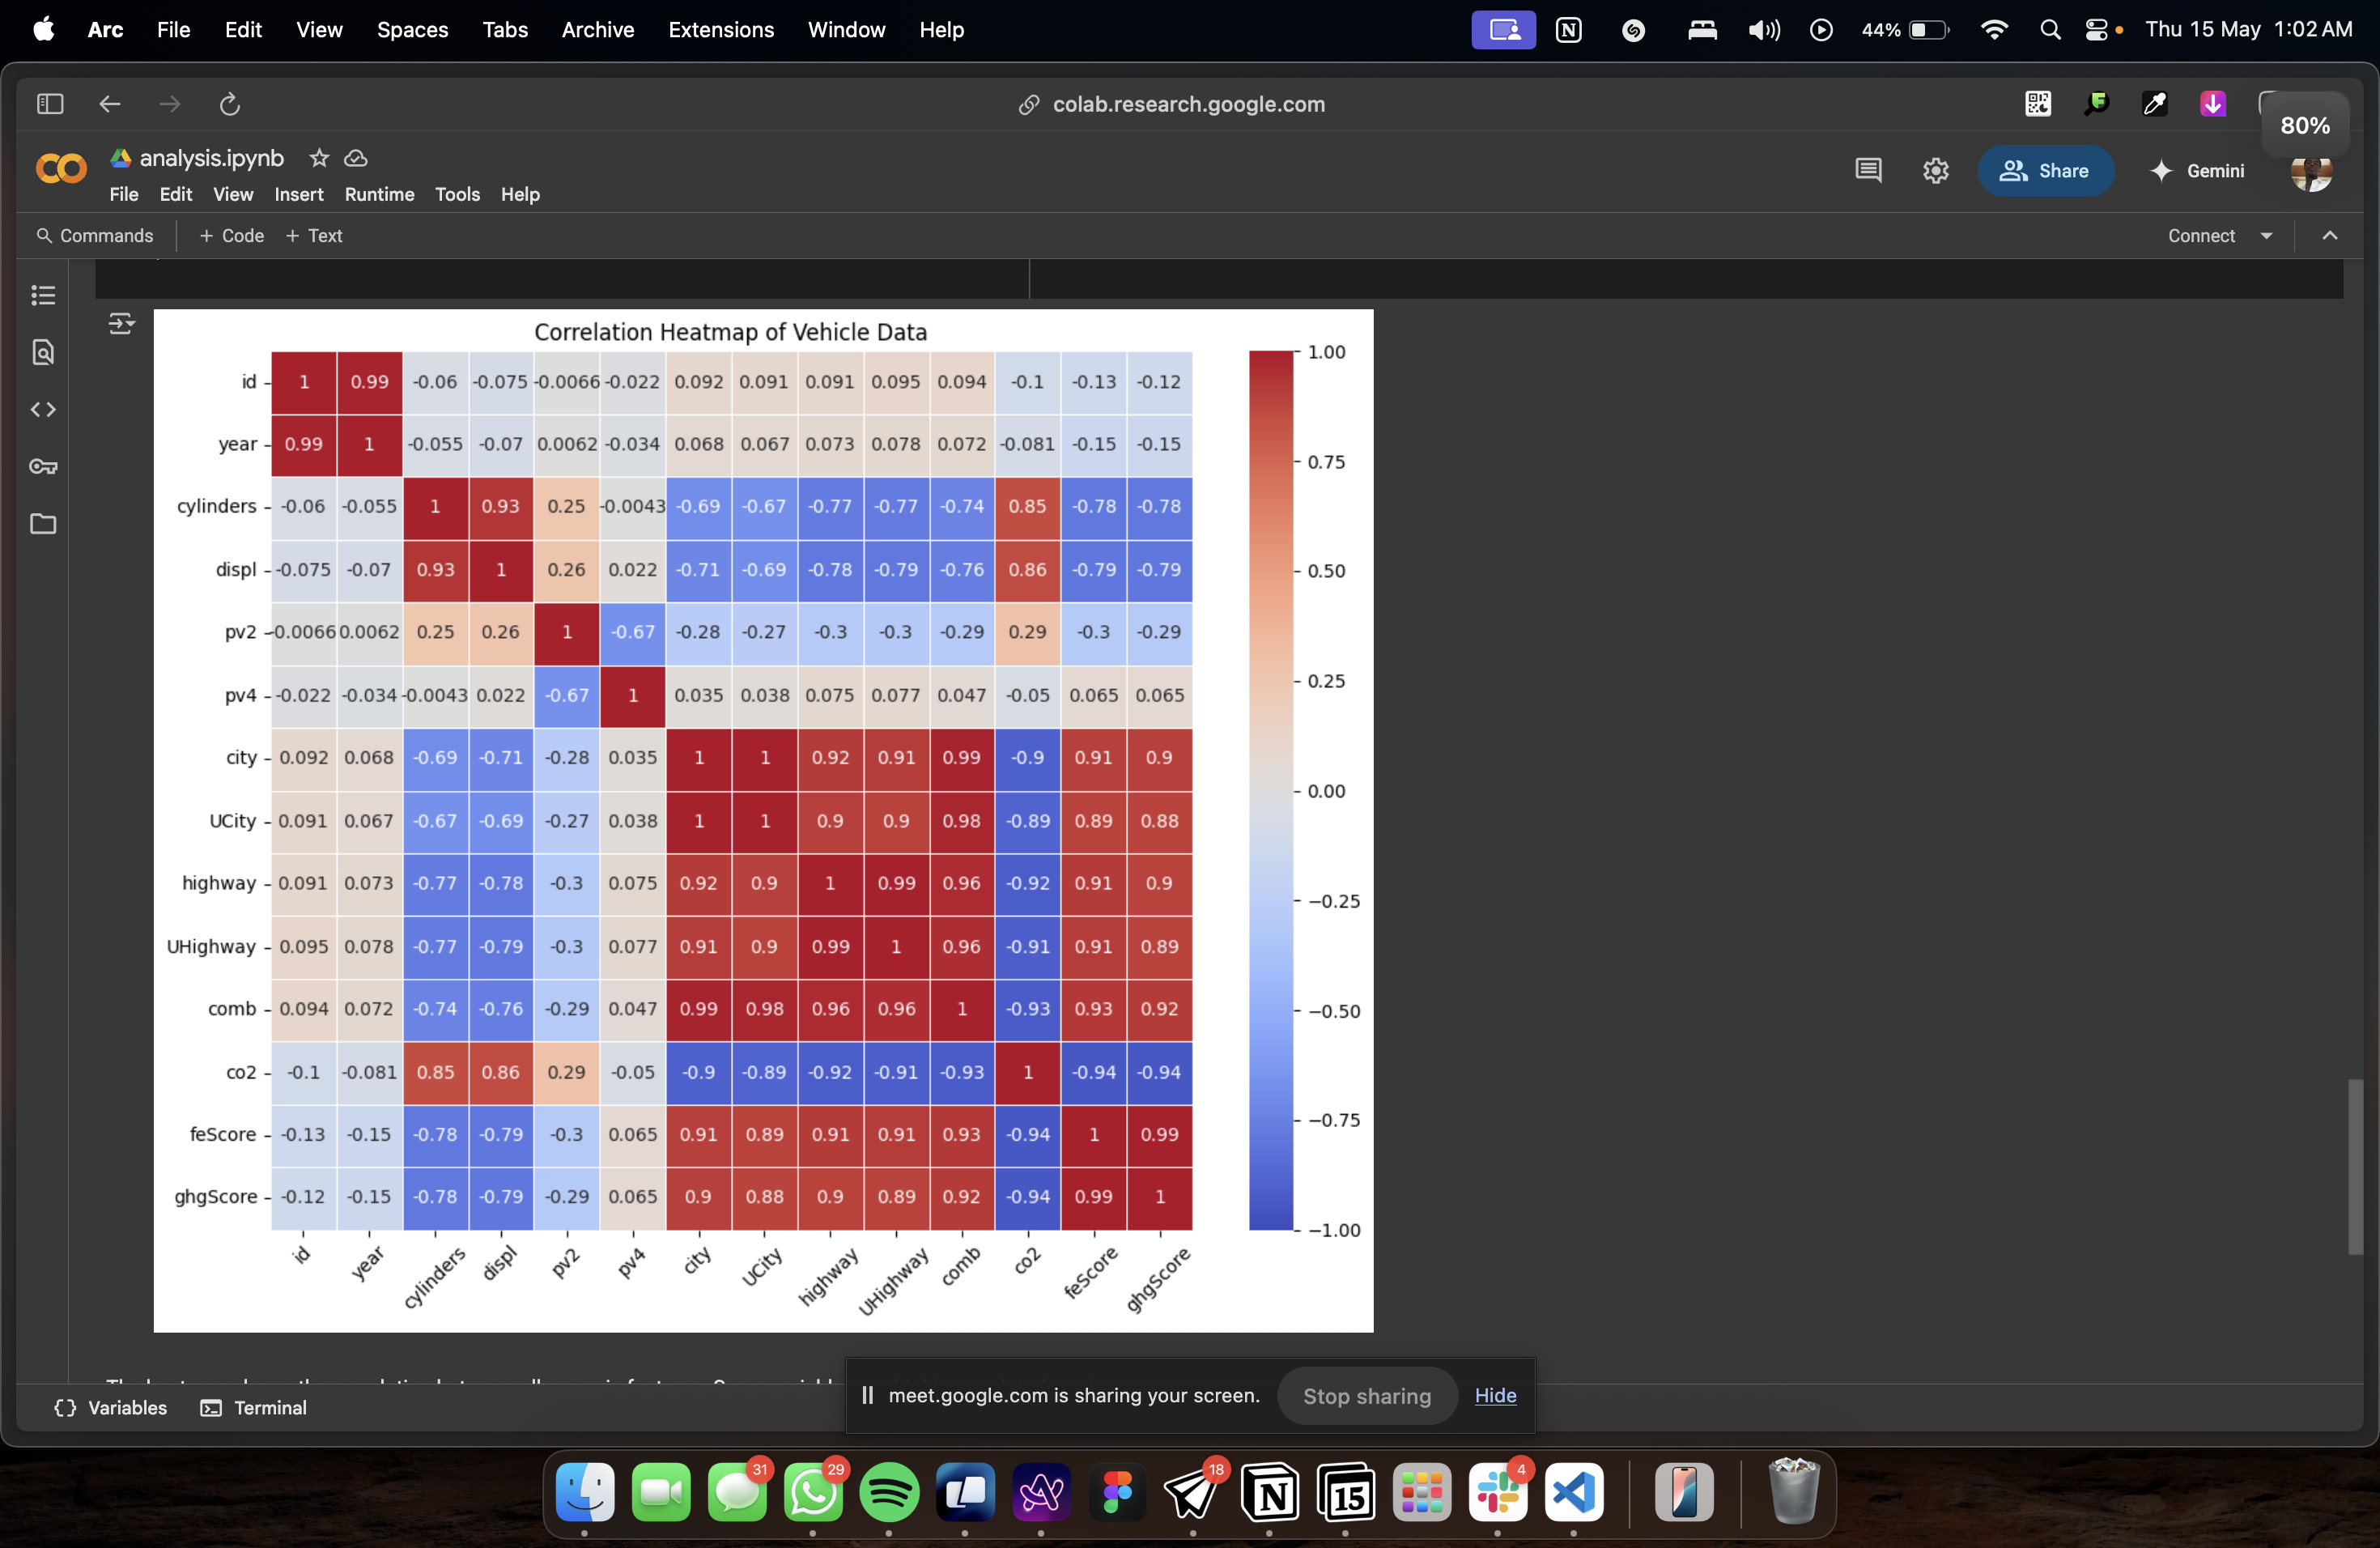 Arc File Edit View Spaces Tabs Archive Extensions Window Help 44% Thu 15 May 1:02 AM
colab.research.google.com
80%
analysis.ipynb
File Edit View Insert Runtime Tools Help
Share Gemini
Commands + Code + Text Connect
Correlation Heatmap of Vehicle Data
id 1 0.99 -0.06 -0.075 -0.0066 -0.022 0.092 0.091 0.091 0.095 0.094 -0.1 -0.13 -0.12
year 0.99 1 -0.055 -0.07 0.0062 -0.034 0.068 0.067 0.073 0.078 0.072 -0.081 -0.15 -0.15
cylinders -0.06 -0.055 1 0.93 0.25 -0.0043 -0.69 -0.67 -0.77 -0.77 -0.74 0.85 -0.78 -0.78
displ -0.075 -0.07 0.93 1 0.26 0.022 -0.71 -0.69 -0.78 -0.79 -0.76 0.86 -0.79 -0.79
pv2 -0.0066 0.0062 0.25 0.26 1 -0.67 -0.28 -0.27 -0.3 -0.3 -0.29 0.29 -0.3 -0.29
pv4 -0.022 -0.034 -0.0043 0.022 -0.67 1 0.035 0.038 0.075 0.077 0.047 -0.05 0.065 0.065
city 0.092 0.068 -0.69 -0.71 -0.28 0.035 1 1 0.92 0.91 0.99 -0.9 0.91 0.9
UCity 0.091 0.067 -0.67 -0.69 -0.27 0.038 1 1 0.9 0.9 0.98 -0.89 0.89 0.88
highway 0.091 0.073 -0.77 -0.78 -0.3 0.075 0.92 0.9 1 0.99 0.96 -0.92 0.91 0.9
UHighway 0.095 0.078 -0.77 -0.79 -0.3 0.077 0.91 0.9 0.99 1 0.96 -0.91 0.91 0.89
comb 0.094 0.072 -0.74 -0.76 -0.29 0.047 0.99 0.98 0.96 0.96 1 -0.93 0.93 0.92
co2 -0.1 -0.081 0.85 0.86 0.29 -0.05 -0.9 -0.89 -0.92 -0.91 -0.93 1 -0.94 -0.94
feScore -0.13 -0.15 -0.78 -0.79 -0.3 0.065 0.91 0.89 0.91 0.91 0.93 -0.94 1 0.99
ghgScore -0.12 -0.15 -0.78 -0.79 -0.29 0.065 0.9 0.88 0.9 0.89 0.92 -0.94 0.99 1
id year cylinders displ pv2 pv4 city UCity highway UHighway comb co2 feScore ghgScore
1.00
0.75
0.50
0.25
0.00
−0.25
−0.50
−0.75
−1.00
meet.google.com is sharing your screen. Stop sharing Hide
Variables Terminal
31 29 18 15 4